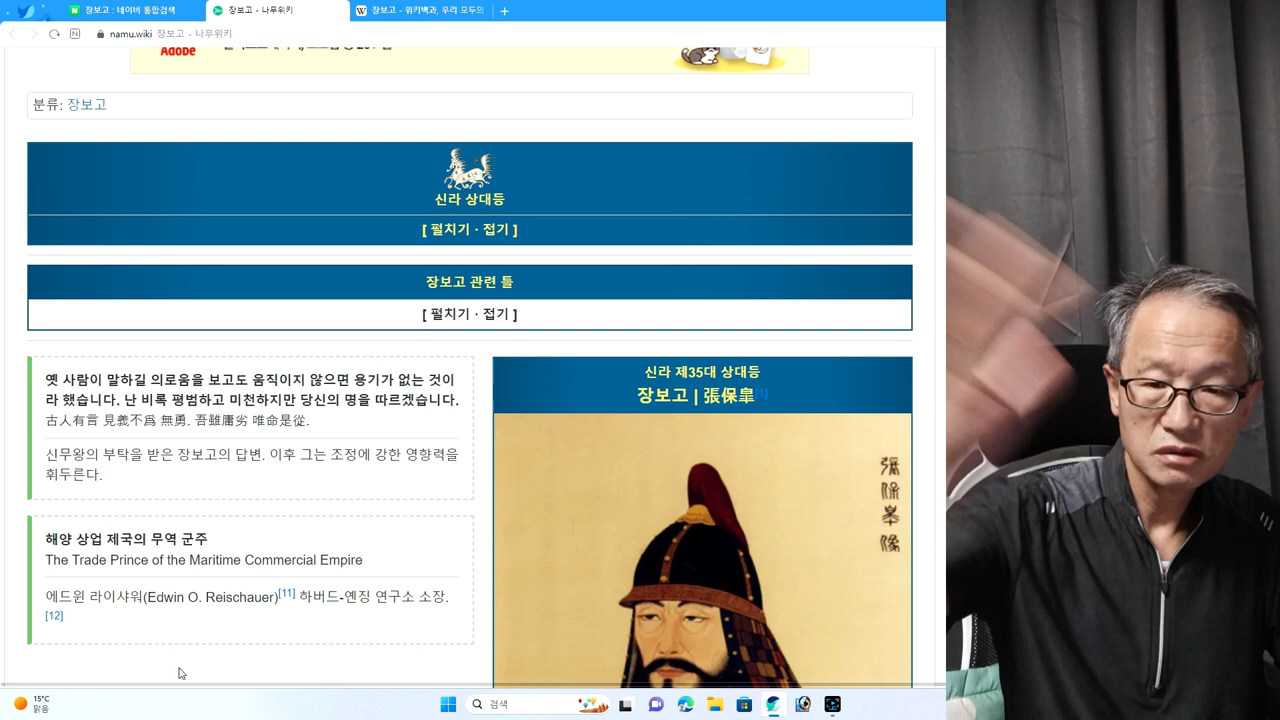 장보고 : 네이버 통합검색
장보고 - 나무위키
장보고 - 위키백과, 우리 모두의
namu.wiki 장보고 - 나무위키
Adobe
분류: 장보고
신라 상대등
[ 펼치기 · 접기 ]
장보고 관련 틀
[ 펼치기 · 접기 ]
옛 사람이 말하길 의로움을 보고도 움직이지 않으면 용기가 없는 것이
라 했습니다. 난 비록 평범하고 미천하지만 당신의 명을 따르겠습니다.
古人有言 見義不爲 無勇. 吾雖庸劣 唯命是從.
신무왕의 부탁을 받은 장보고의 답변. 이후 그는 조정에 강한 영향력을
휘두른다.
해양 상업 제국의 무역 군주
The Trade Prince of the Maritime Commercial Empire
에드윈 라이샤워(Edwin O. Reischauer)[11] 하버드-옌징 연구소 소장.
[12]
신라 제35대 상대등
장보고 | 張保皐[1]
15°C
맑음
검색